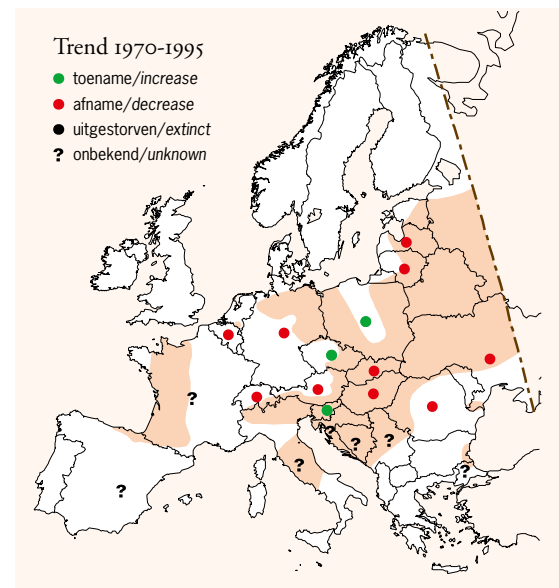 Trend 1970-1995
toename/increase
afname/decrease
uitgestorven/extinct
? onbekend/unknown
?
?
?
?
?
?
?